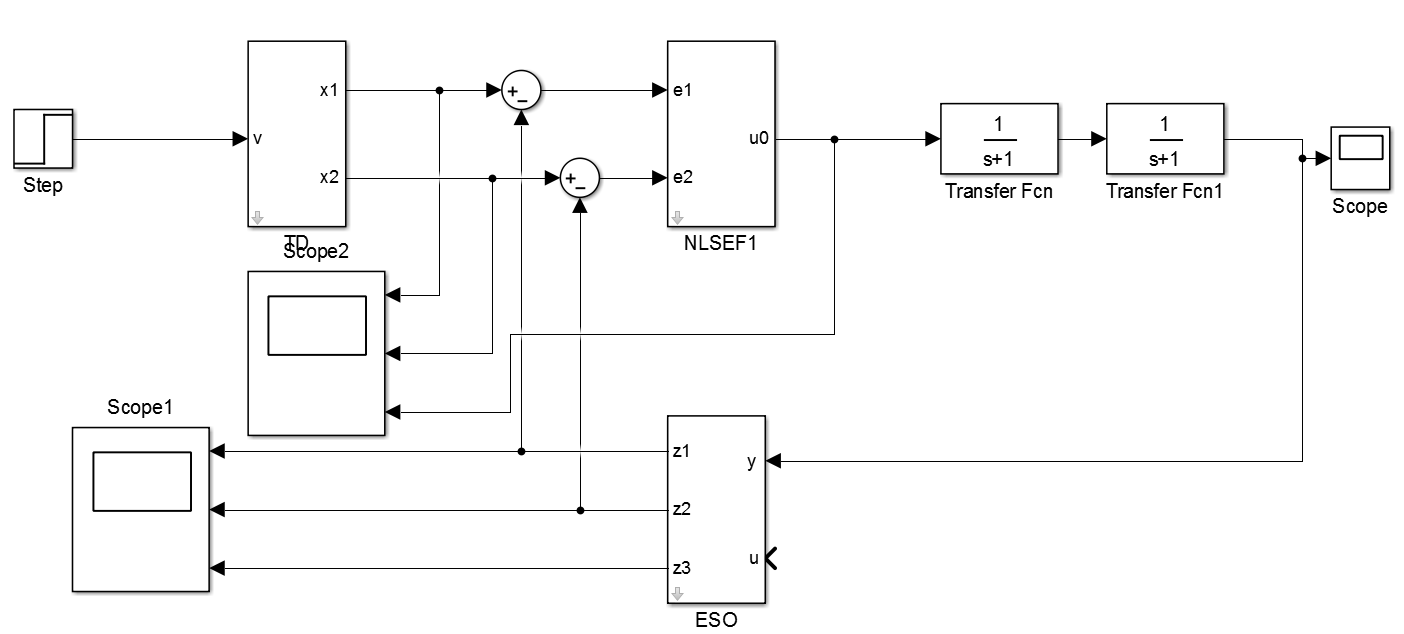 Step
v
x1
x2
TD
+
−
+
−
e1
e2
u0
NLSEF1
1
s+1
Transfer Fcn
1
s+1
Transfer Fcn1
Scope
Scope2
Scope1
z1
z2
z3
y
u
ESO